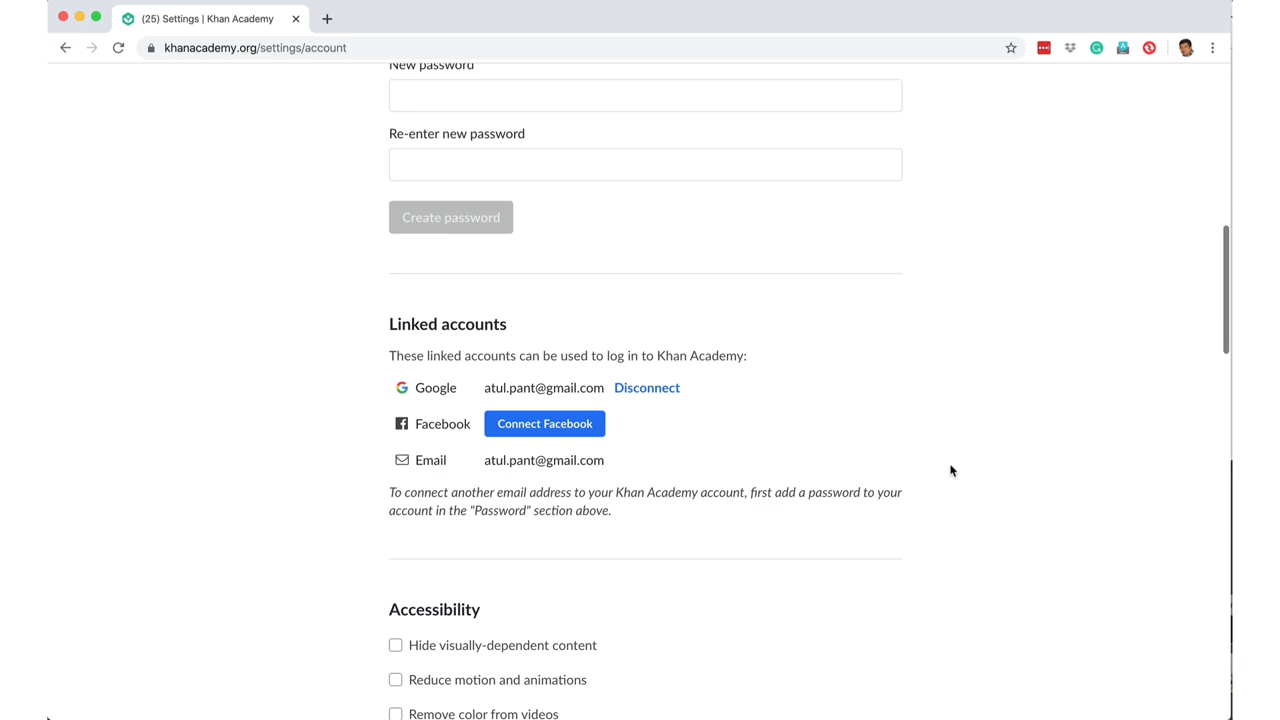 (25) Settings | Khan Academy
khanacademy.org/settings/account
New password
Re-enter new password
Create password
Linked accounts
These linked accounts can be used to log in to Khan Academy:
Google atul.pant@gmail.com Disconnect
Facebook Connect Facebook
Email atul.pant@gmail.com
To connect another email address to your Khan Academy account, first add a password to your
account in the "Password" section above.
Accessibility
Hide visually-dependent content
Reduce motion and animations
Remove color from videos